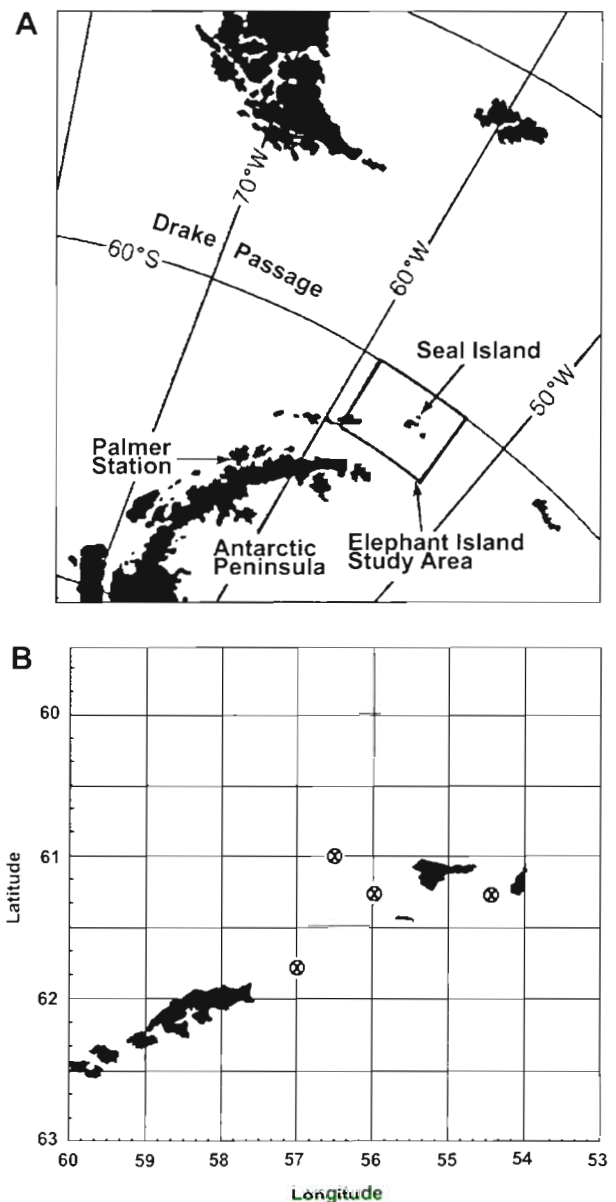 A
70°W
Drake Passage
60°S
60°W
Seal Island
50°W
Palmer
Station
Antarctic
Peninsula
Elephant Island
Study Area
B
60
61
62
63
Latitude
60 59 58 57 56 55 54 53
Longitude